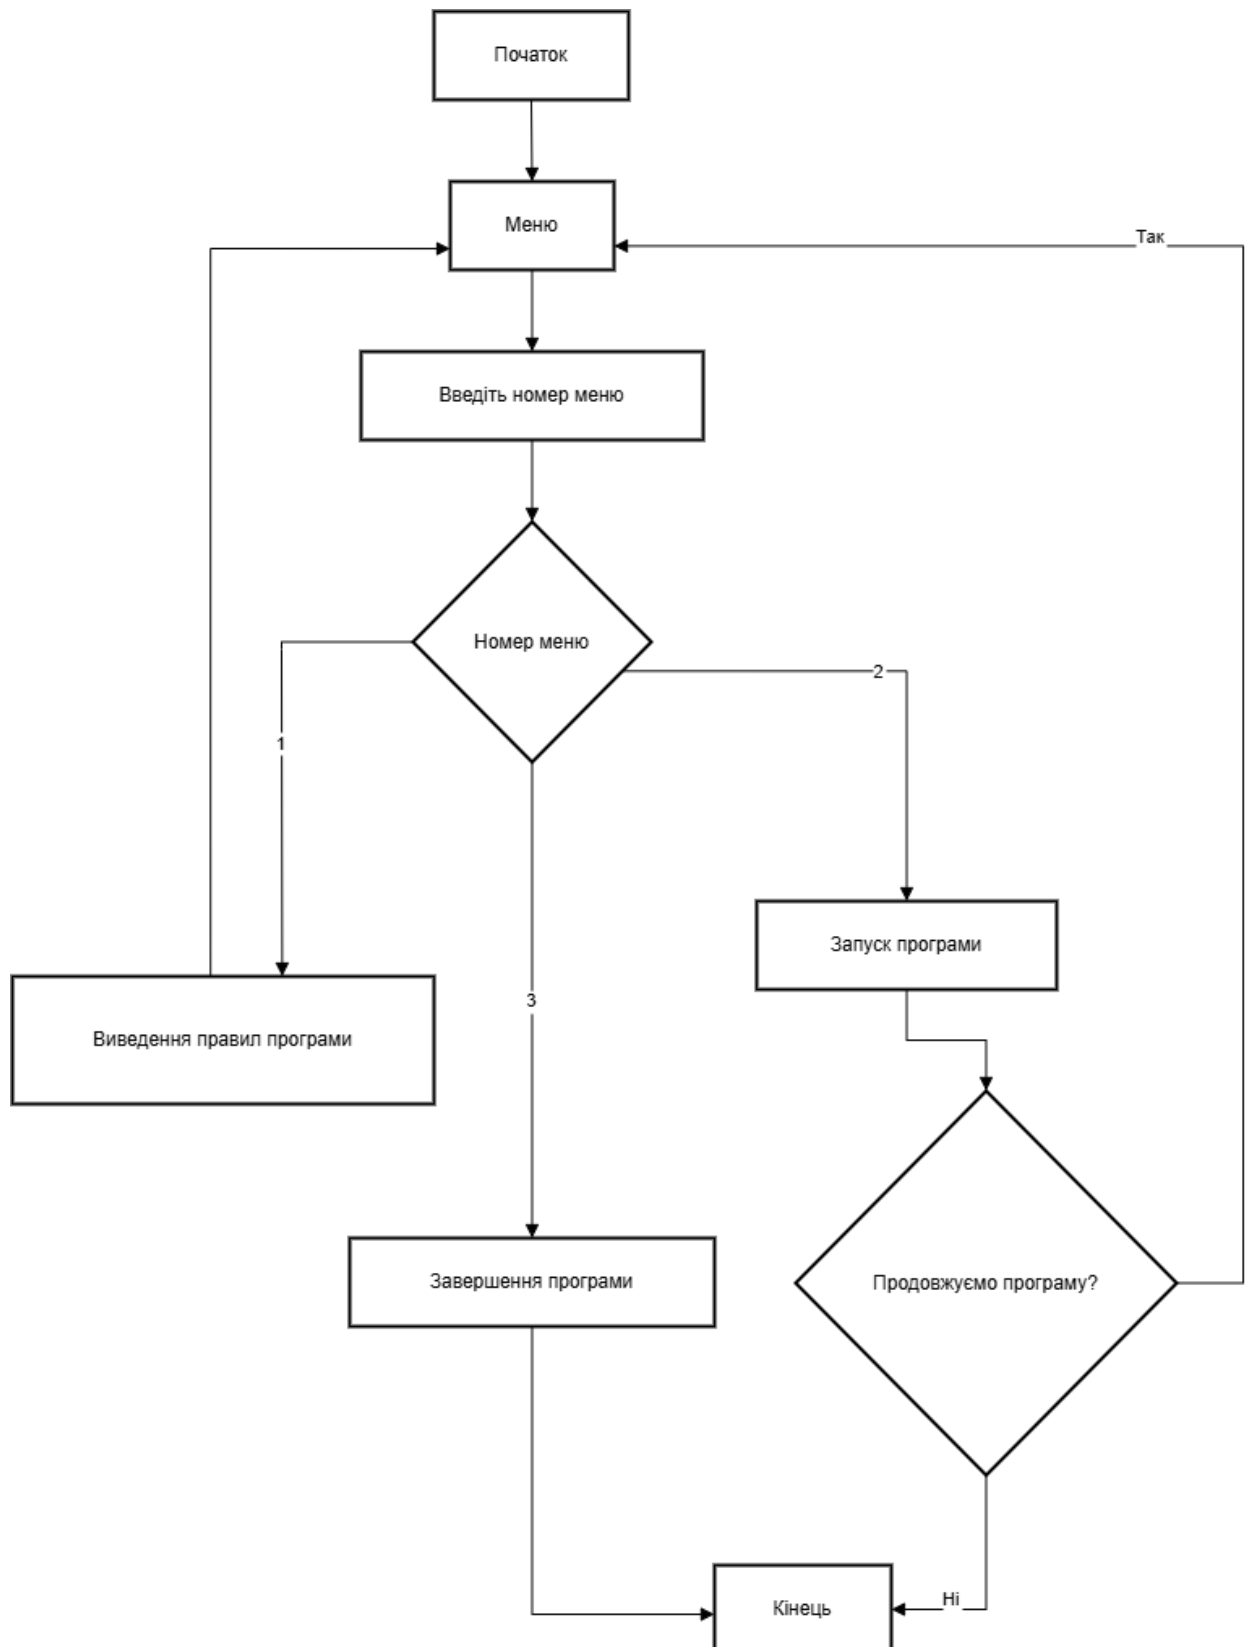 Початок
Меню
Так
Введіть номер меню
Номер меню
2
1
Запуск програми
3
Виведення правил програми
Завершення програми
Продовжуємо програму?
Ні
Кінець